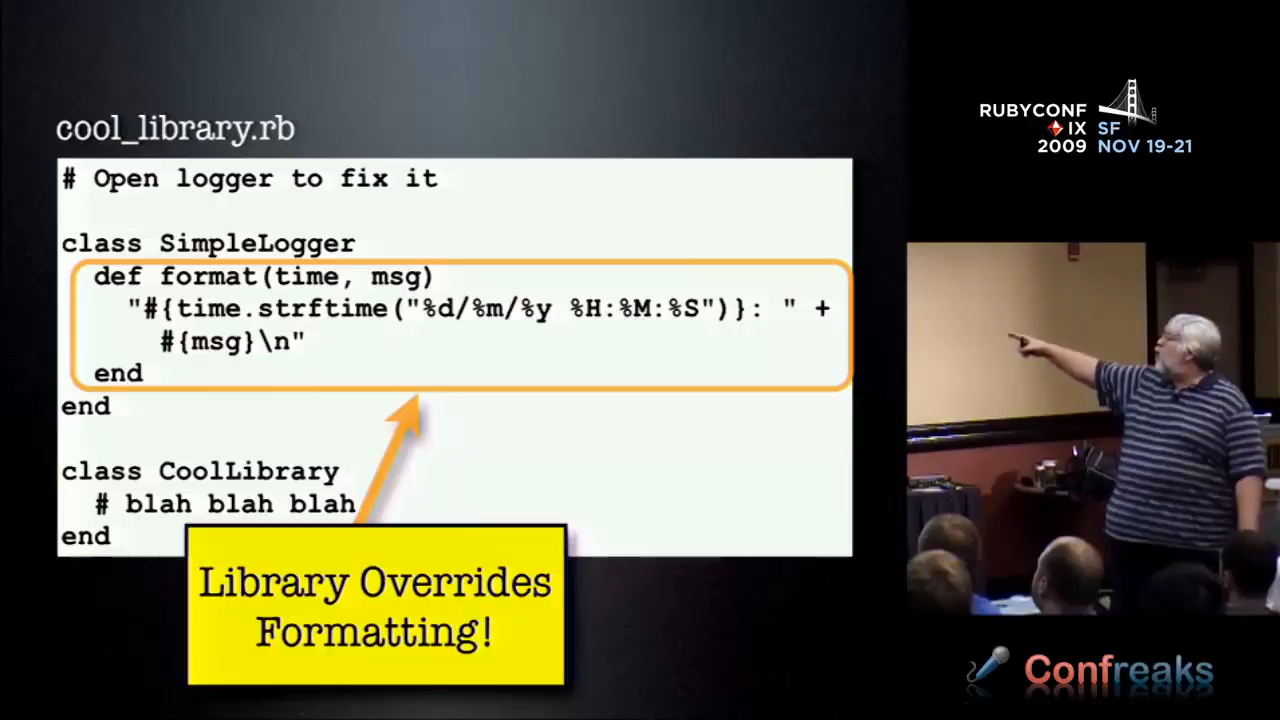 cool_library.rb
# Open logger to fix it
class SimpleLogger
def format(time, msg)
"#{time.strftime("%d/%m/%y %H:%M:%S")}: " +
#{msg}\n"
end
end
class CoolLibrary
# blah blah blah
end
Library Overrides
Formatting!
RUBYCONF
IX SF
2009 NOV 19-21
Confreaks